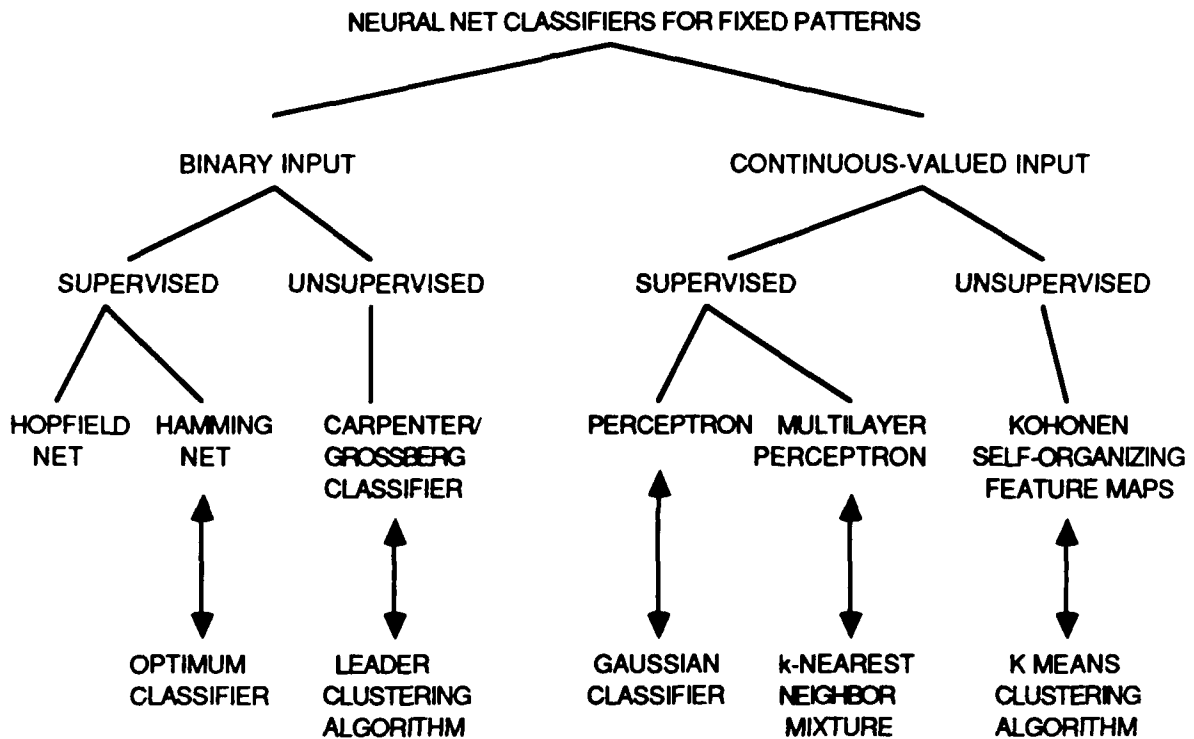 NEURAL NET CLASSIFIERS FOR FIXED PATTERNS
BINARY INPUT
CONTINUOUS-VALUED INPUT
SUPERVISED
UNSUPERVISED
SUPERVISED
UNSUPERVISED
HOPFIELD
NET
HAMMING
NET
CARPENTER/
GROSSBERG
CLASSIFIER
PERCEPTRON
MULTILAYER
PERCEPTRON
KOHONEN
SELF-ORGANIZING
FEATURE MAPS
OPTIMUM
CLASSIFIER
LEADER
CLUSTERING
ALGORITHM
GAUSSIAN
CLASSIFIER
k-NEAREST
NEIGHBOR
MIXTURE
K MEANS
CLUSTERING
ALGORITHM